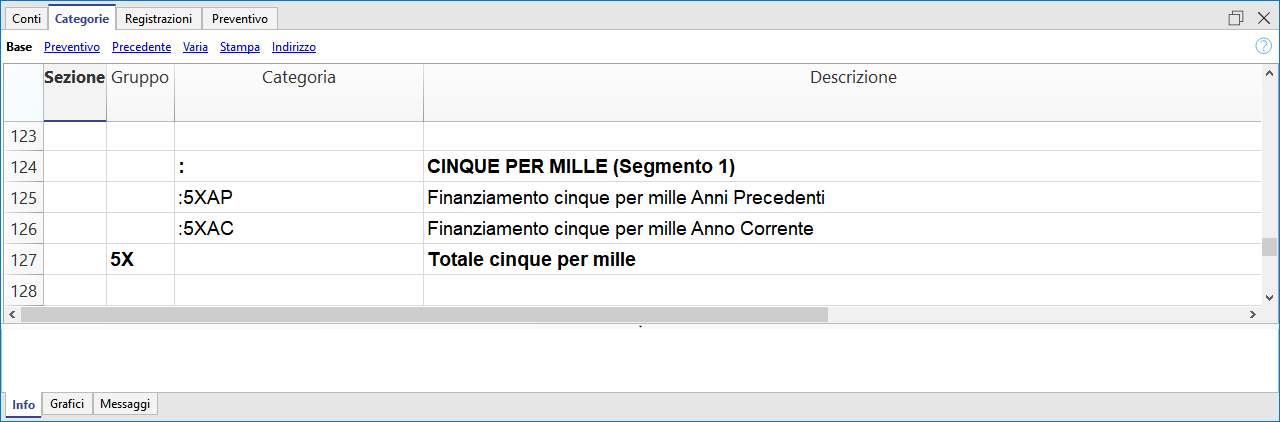 Conti Categorie Registrazioni Preventivo
Base Preventivo Precedente Varia Stampa Indirizzo ?
Sezione Gruppo Categoria Descrizione
123
124 : CINQUE PER MILLE (Segmento 1)
125 :5XAP Finanziamento cinque per mille Anni Precedenti
126 :5XAC Finanziamento cinque per mille Anno Corrente
127 5X Totale cinque per mille
128
Info Grafici Messaggi